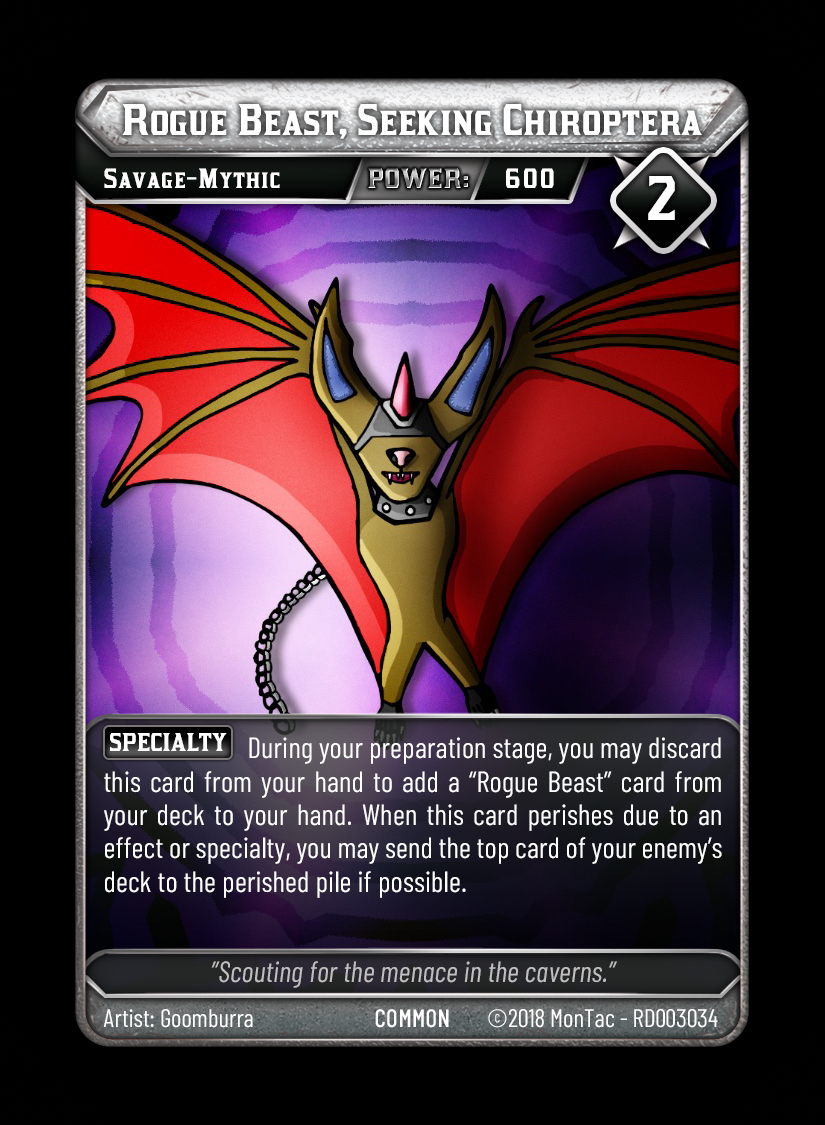 Rogue Beast, Seeking Chiroptera
Savage-Mythic POWER: 600
2
SPECIALTY During your preparation stage, you may discard
this card from your hand to add a “Rogue Beast” card from
your deck to your hand. When this card perishes due to an
effect or specialty, you may send the top card of your enemy’s
deck to the perished pile if possible.
“Scouting for the menace in the caverns.”
Artist: Goomburra COMMON ©2018 MonTac - RD003034